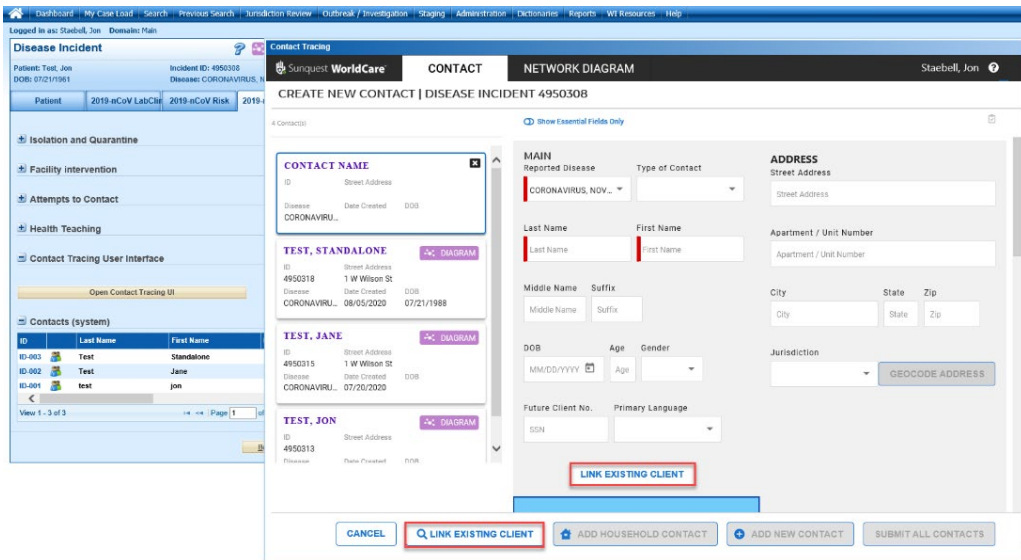 Dashboard My Case Load Search Previous Search Jurisdiction Review Outbreak / Investigation Staging Administration Dictionaries Reports WI Resources Help
Logged in as: Staebell, Jon Domain: Main
Disease Incident
Patient: Test, Jon Incident ID: 4950308
DOB: 07/21/1961 Disease: CORONAVIRUS, N
Patient 2019-nCoV LabClin 2019-nCoV Risk 2019-
Isolation and Quarantine
Facility intervention
Attempts to Contact
Health Teaching
Contact Tracing User Interface
Open Contact Tracing UI
Contacts (system)
ID Last Name First Name
ID-003 Test Standalone
ID-002 Test Jane
ID-001 test jon
View 1 - 3 of 3 Page 1 of
Contact Tracing
Sunquest WorldCare CONTACT NETWORK DIAGRAM Staebell, Jon
CREATE NEW CONTACT | DISEASE INCIDENT 4950308
4 Contact(s)
Show Essential Fields Only
CONTACT NAME
ID Street Address
Disease Date Created DOB
CORONAVIRU...
TEST, STANDALONE DIAGRAM
ID Street Address
4950318 1 W Wilson St
Disease Date Created DOB
CORONAVIRU... 08/05/2020 07/21/1988
TEST, JANE DIAGRAM
ID Street Address
4950315 1 W Wilson St
Disease Date Created DOB
CORONAVIRU... 07/20/2020
TEST, JON DIAGRAM
ID Street Address
4950313
Disease Date Created DOB
MAIN
Reported Disease Type of Contact
CORONAVIRUS, NOV...
Last Name First Name
Last Name First Name
Middle Name Suffix
Middle Name Suffix
DOB Age Gender
MM/DD/YYYY Age
Future Client No. Primary Language
SSN
LINK EXISTING CLIENT
ADDRESS
Street Address
Street Address
Apartment / Unit Number
Apartment / Unit Number
City State Zip
City State Zip
Jurisdiction
GEOCODE ADDRESS
CANCEL LINK EXISTING CLIENT ADD HOUSEHOLD CONTACT ADD NEW CONTACT SUBMIT ALL CONTACTS